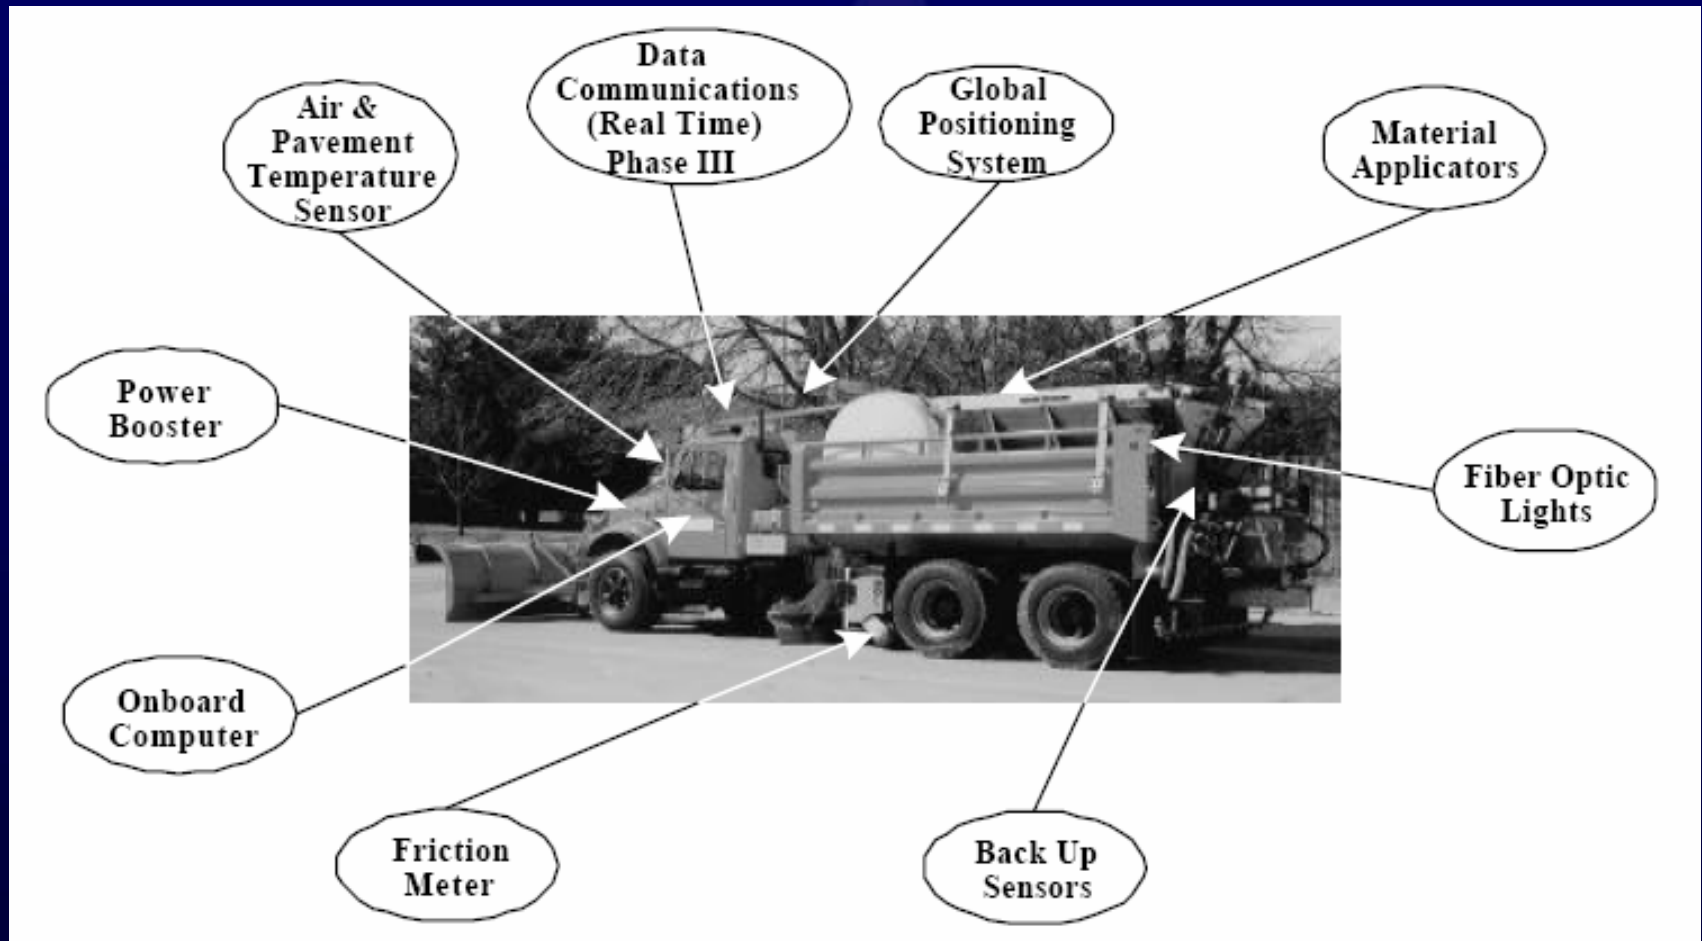 Air &
Pavement
Temperature
Sensor
Data
Communications
(Real Time)
Phase III
Global
Positioning
System
Material
Applicators
Power
Booster
Fiber Optic
Lights
Onboard
Computer
Friction
Meter
Back Up
Sensors